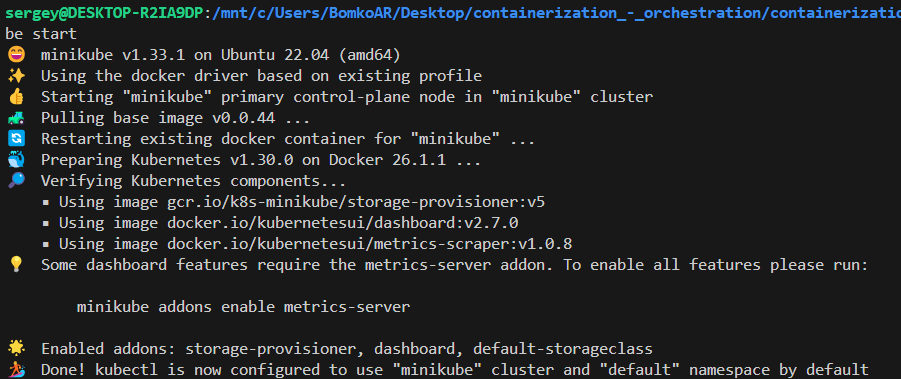 sergey@DESKTOP-R2IA9DP:/mnt/c/Users/BomkoAR/Desktop/containerization_-_orchestration/containerizatio
be start
😄 minikube v1.33.1 on Ubuntu 22.04 (amd64)
✨ Using the docker driver based on existing profile
👍 Starting "minikube" primary control-plane node in "minikube" cluster
🚜 Pulling base image v0.0.44 ...
🔄 Restarting existing docker container for "minikube" ...
🐳 Preparing Kubernetes v1.30.0 on Docker 26.1.1 ...
🔎 Verifying Kubernetes components...
▪ Using image gcr.io/k8s-minikube/storage-provisioner:v5
▪ Using image docker.io/kubernetesui/dashboard:v2.7.0
▪ Using image docker.io/kubernetesui/metrics-scraper:v1.0.8
💡 Some dashboard features require the metrics-server addon. To enable all features please run:
minikube addons enable metrics-server
🌟 Enabled addons: storage-provisioner, dashboard, default-storageclass
🏄 Done! kubectl is now configured to use "minikube" cluster and "default" namespace by default